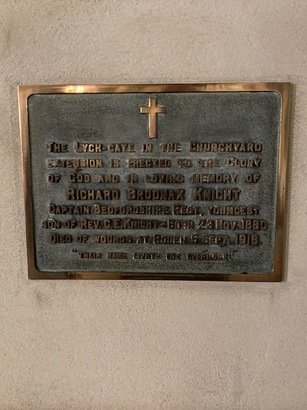 THE LYCH-GATE IN THE CHURCHYARD
EXTENSION IS ERECTED TO THE GLORY
OF GOD AND IN LOVING MEMORY OF
RICHARD BRODNAX KNIGHT
CAPTAIN BEDFORDSHIRE REGT, YOUNGEST
SON OF REV. C.E. KNIGHT - BORN 23 NOV. 1880
DIED OF WOUNDS AT ROUEN 5 SEPT. 1918.
"THEIR NAME LIVETH FOR EVERMORE."